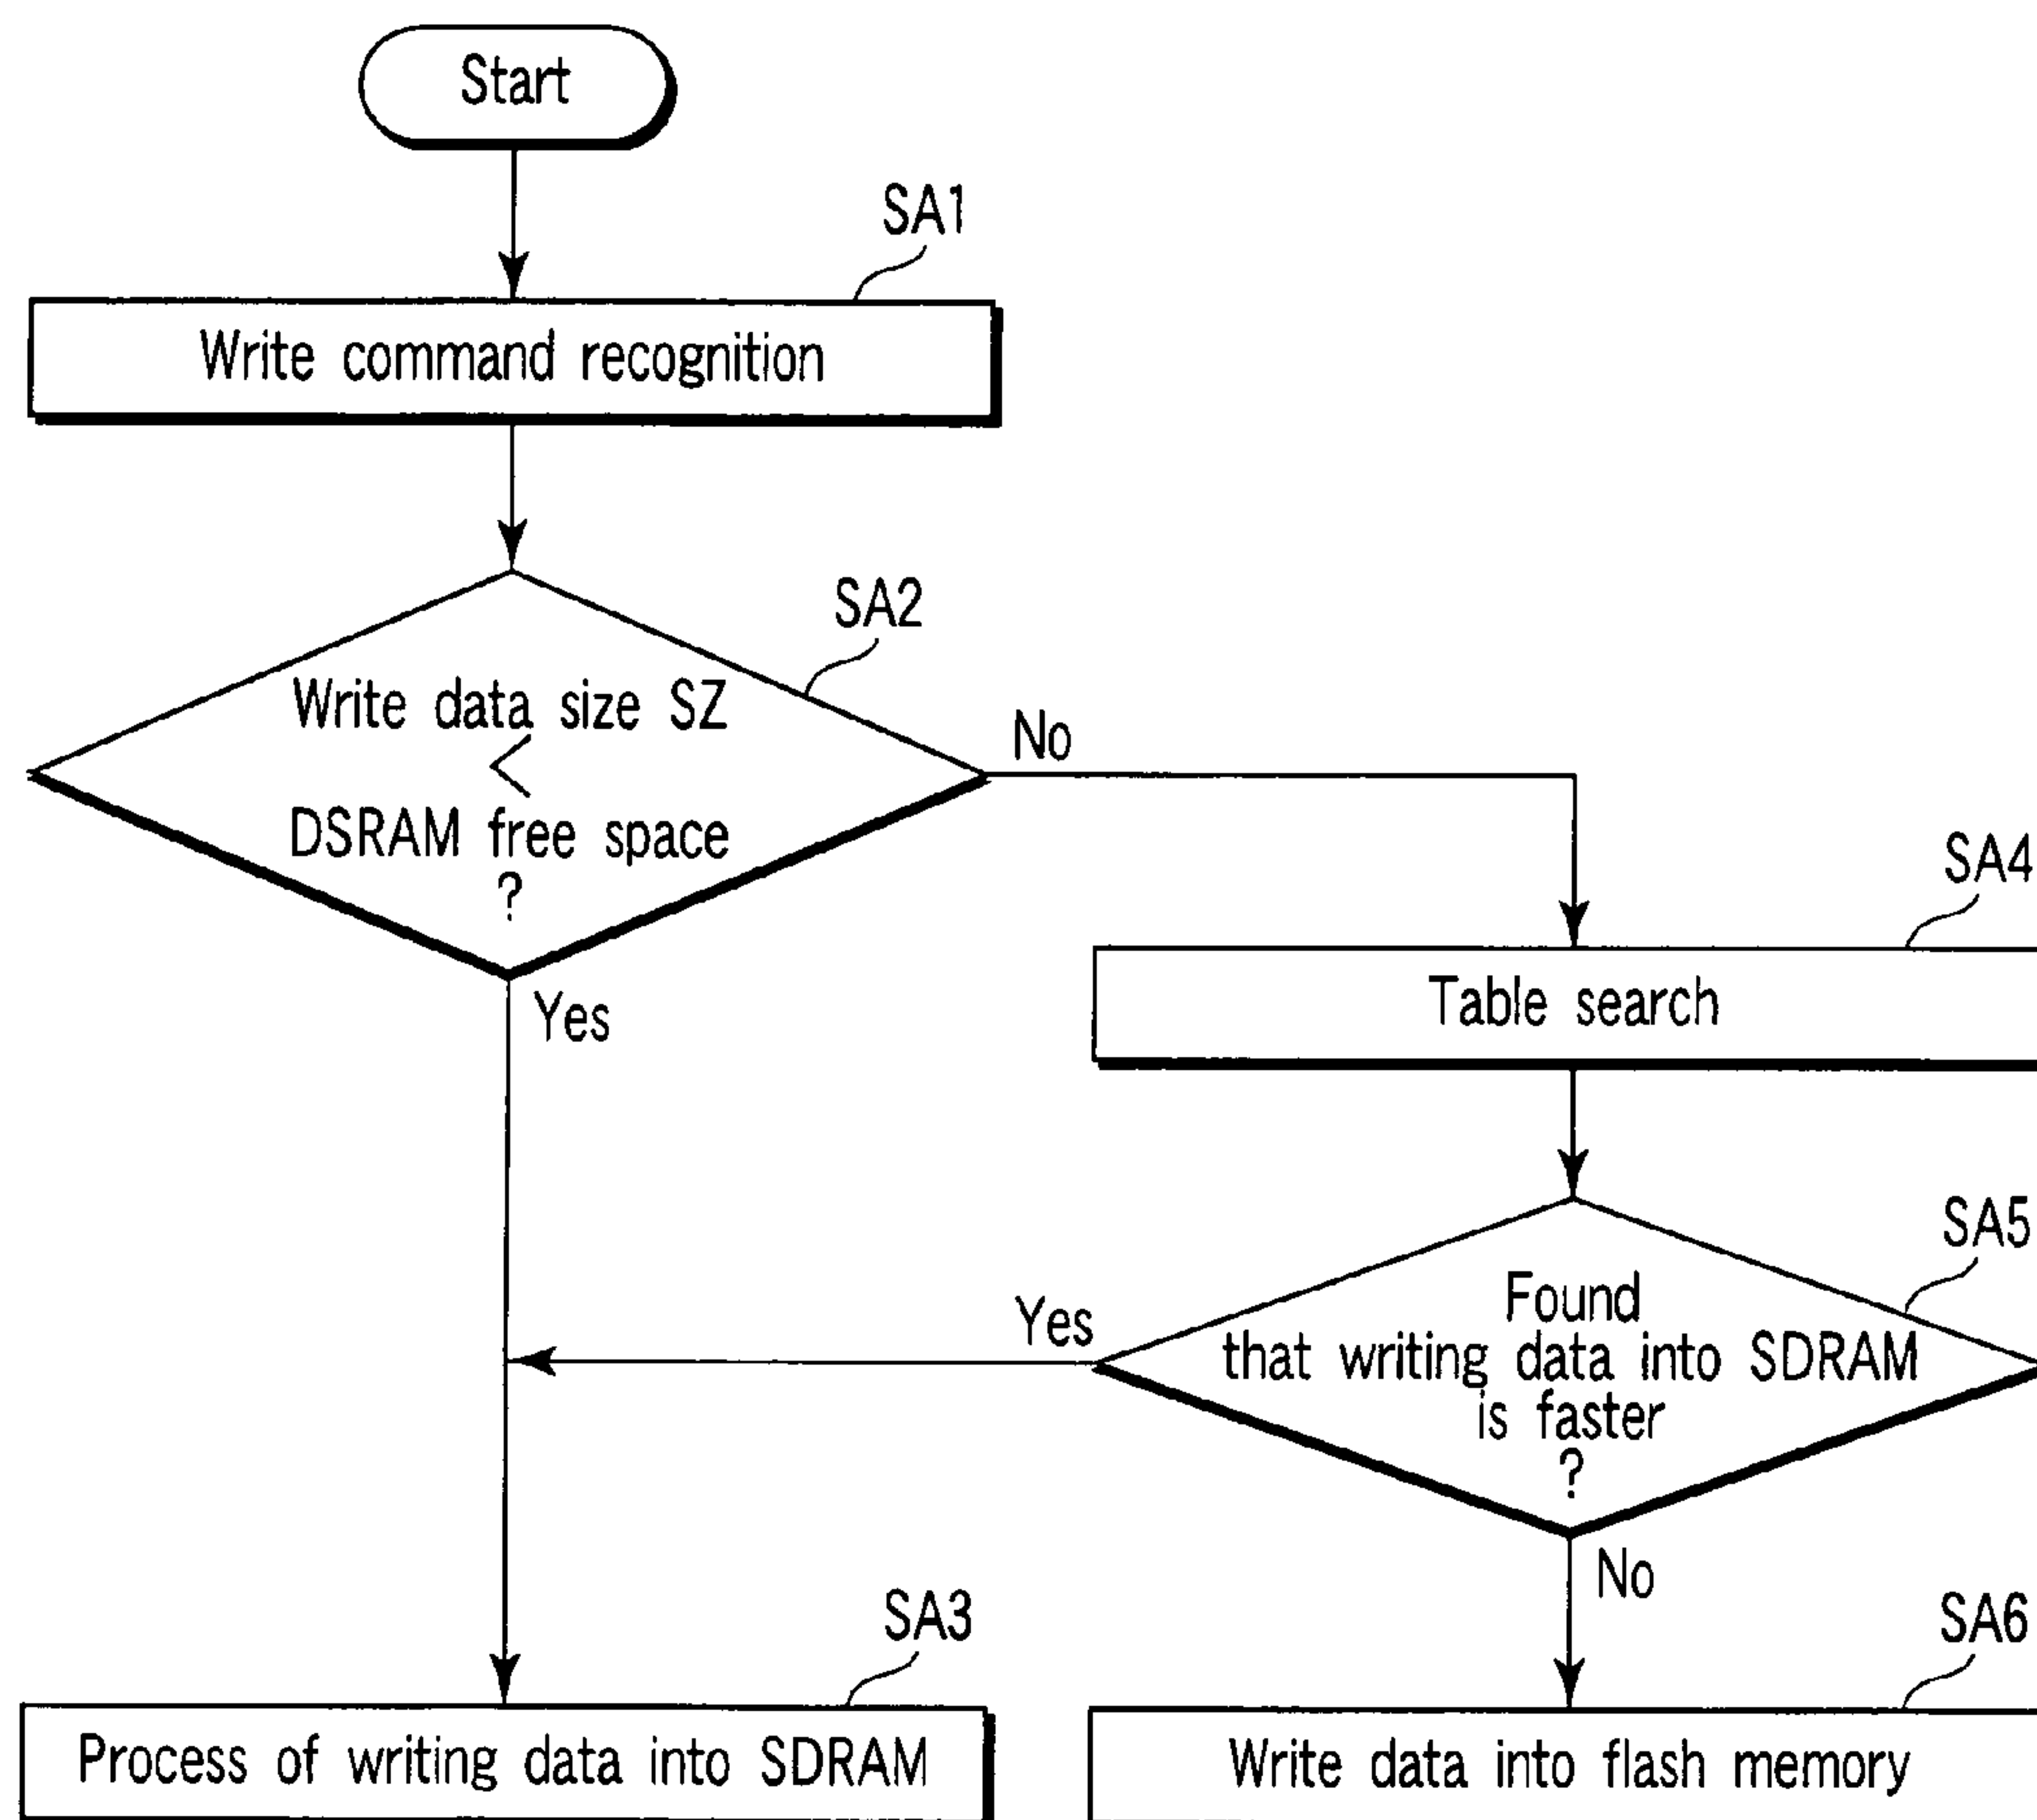 Start
SA1
Write command recognition
SA2
Write data size SZ
<
DSRAM free space
?
No
Yes
SA4
Table search
SA5
Found
that writing data into SDRAM
is faster
?
Yes
No
SA3
Process of writing data into SDRAM
SA6
Write data into flash memory